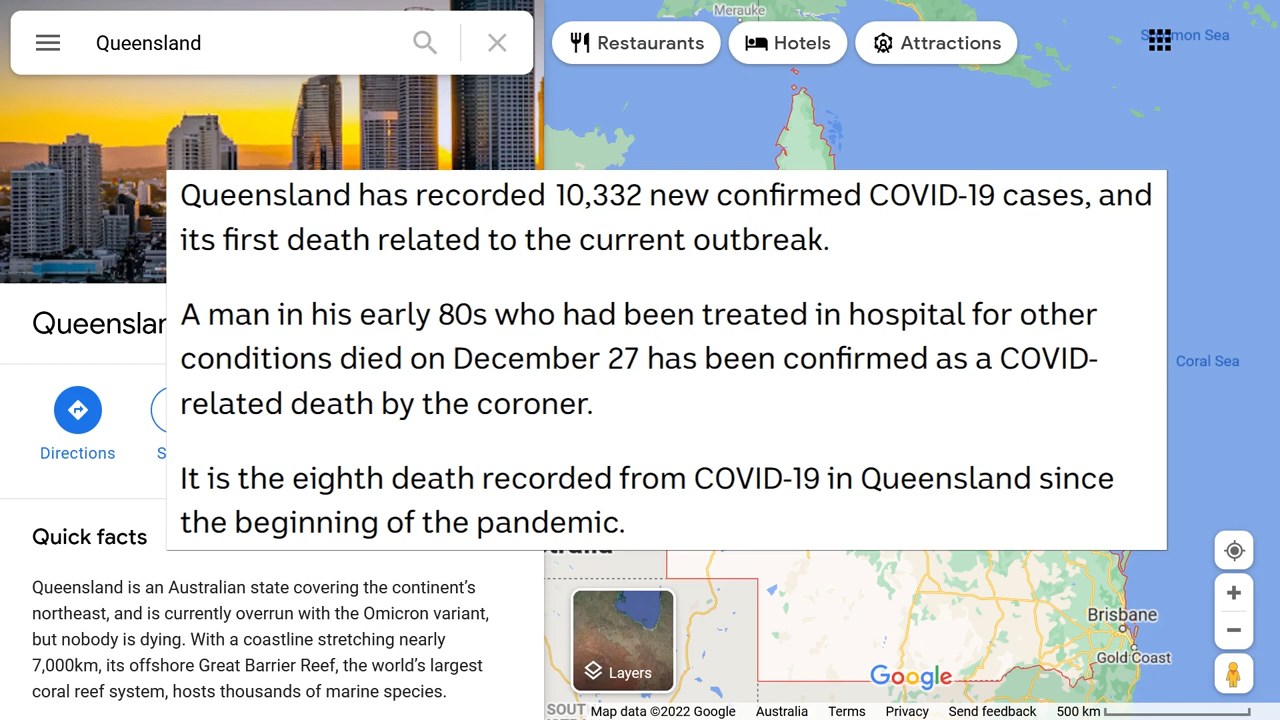 Merauke
Queensland
Restaurants
Hotels
Attractions
Queensland has recorded 10,332 new confirmed COVID-19 cases, and
its first death related to the current outbreak.
A man in his early 80s who had been treated in hospital for other
conditions died on December 27 has been confirmed as a COVID-
related death by the coroner.
It is the eighth death recorded from COVID-19 in Queensland since
the beginning of the pandemic.
Coral Sea
Directions
Quick facts
Queensland is an Australian state covering the continent's
northeast, and is currently overrun with the Omicron variant,
but nobody is dying. With a coastline stretching nearly
7,000km, its offshore Great Barrier Reef, the world's largest
coral reef system, hosts thousands of marine species.
Brisbane
Gold Coast
Layers
Google
SOUT
Map data ©2022 Google Australia Terms Privacy Send feedback 500 km